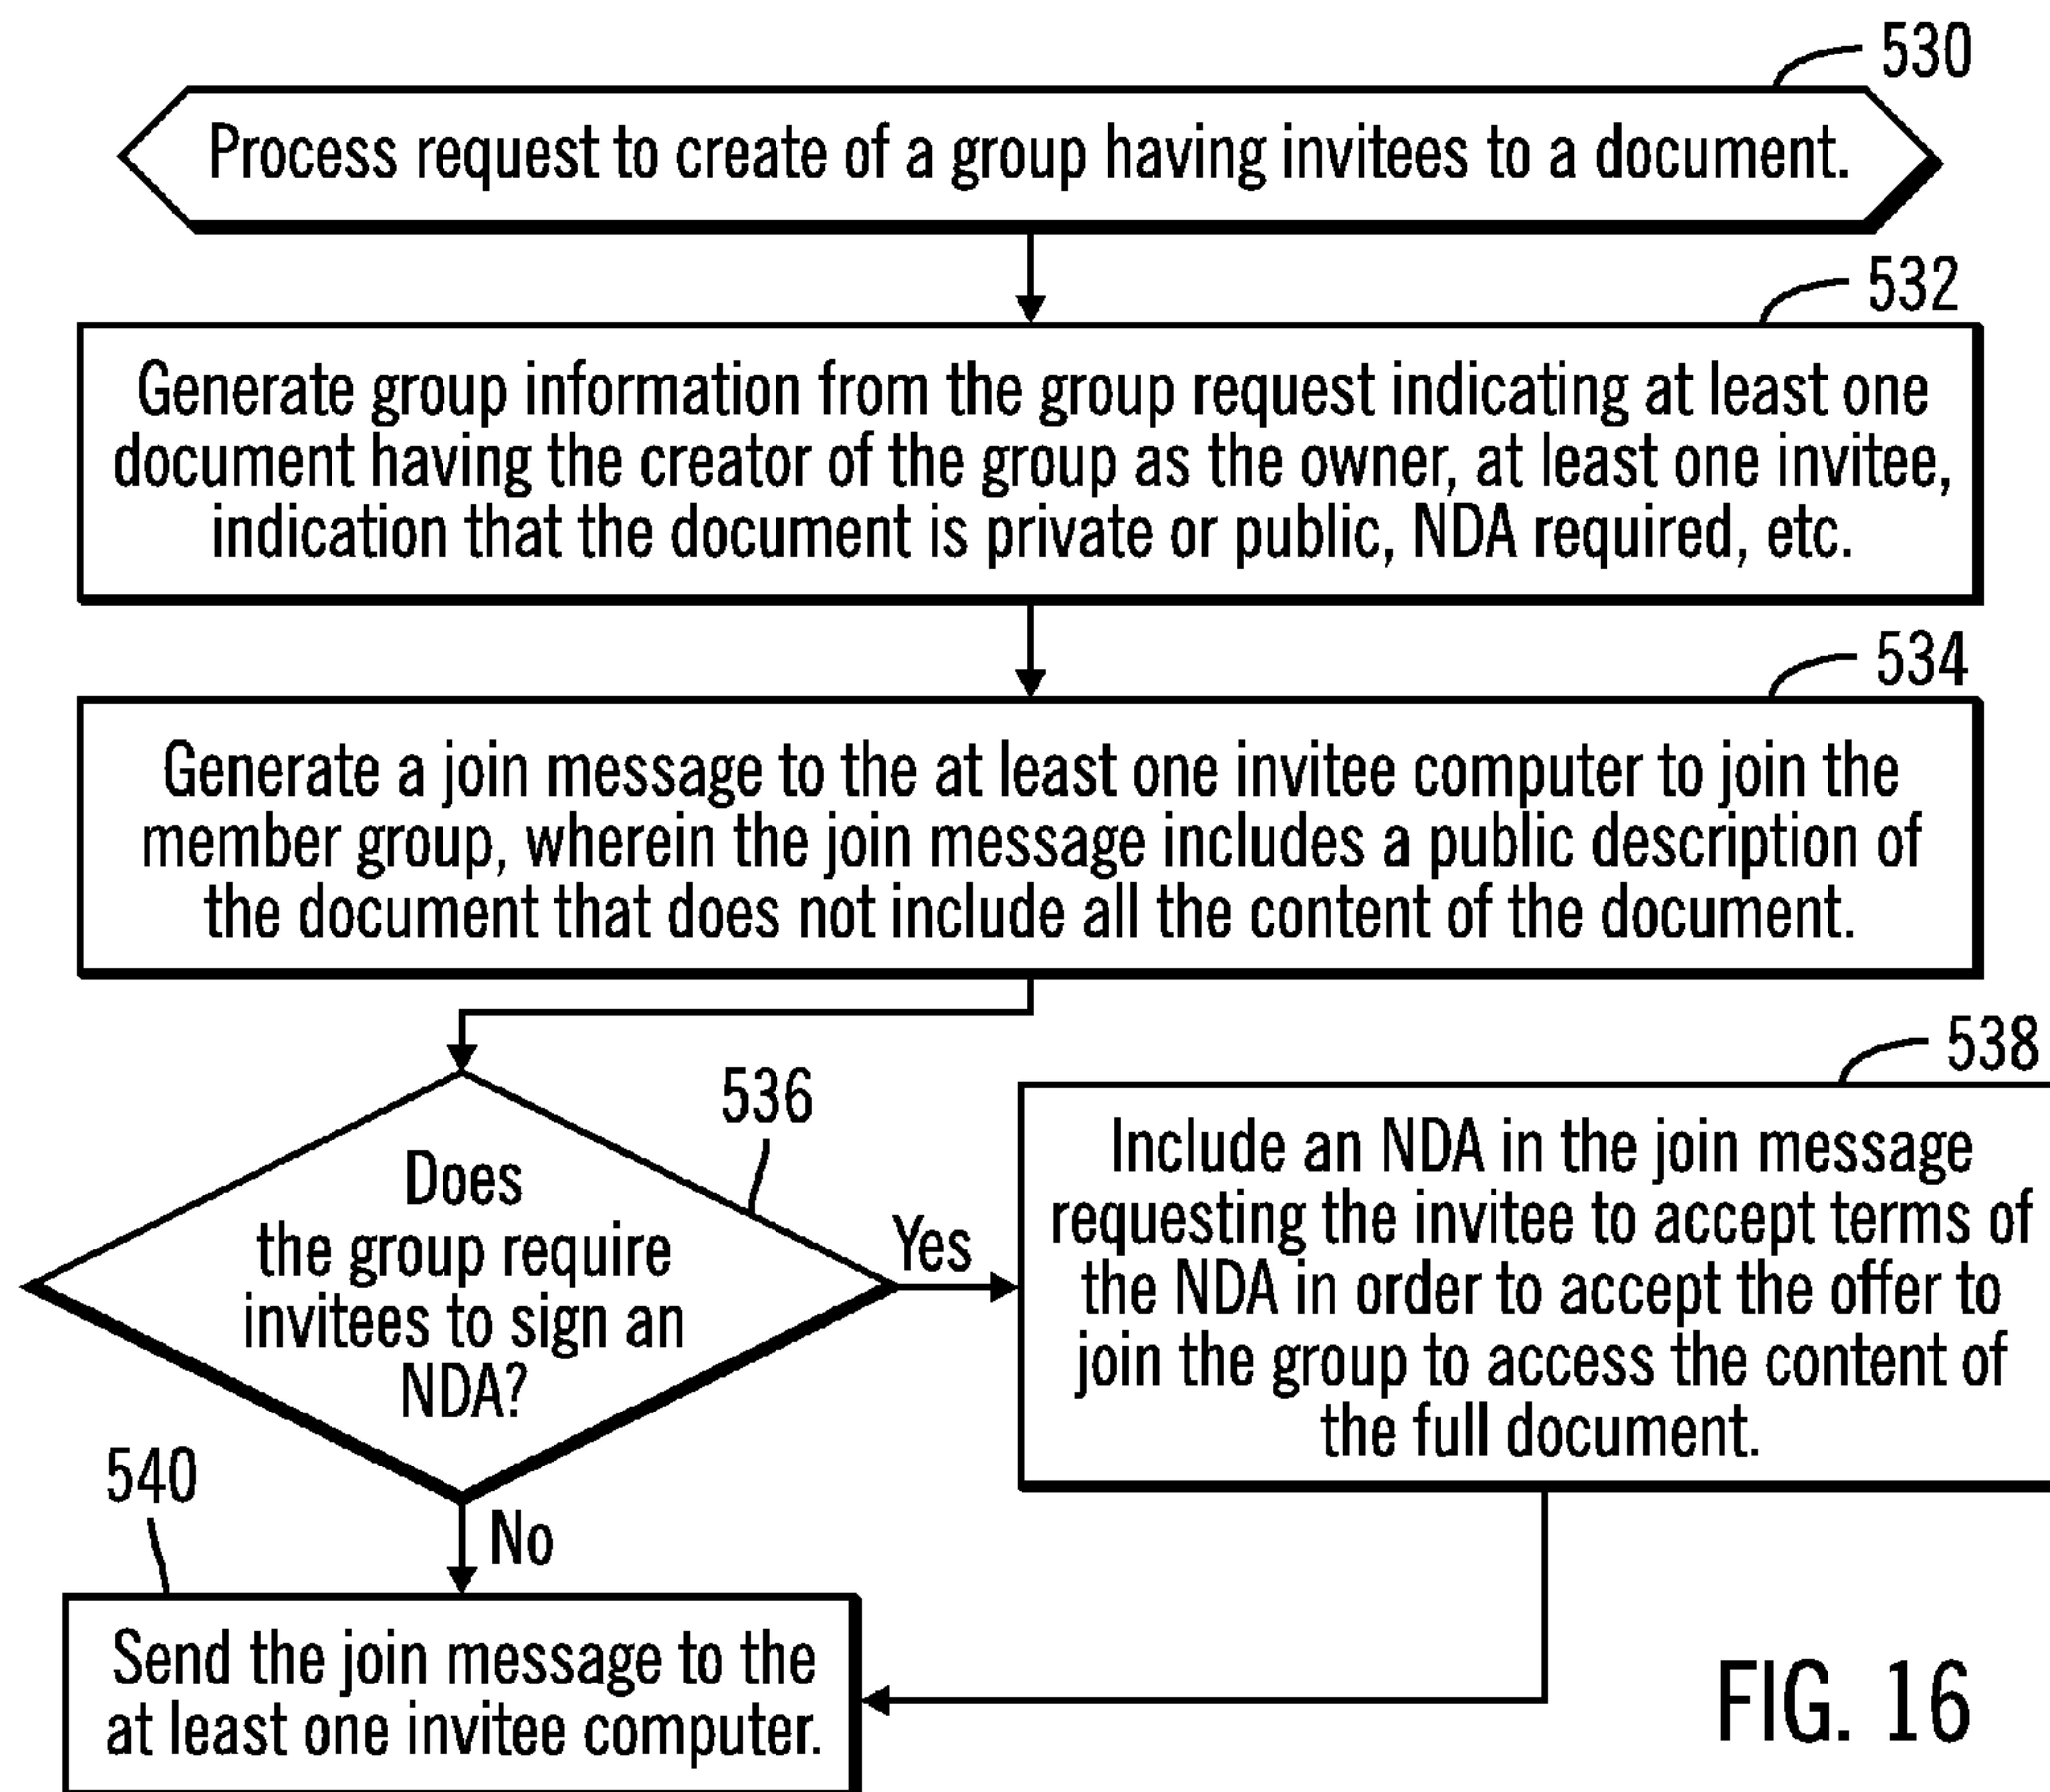 530
Process request to create of a group having invitees to a document.
532
Generate group information from the group request indicating at least one
document having the creator of the group as the owner, at least one invitee,
indication that the document is private or public, NDA required, etc.
534
Generate a join message to the at least one invitee computer to join the
member group, wherein the join message includes a public description of
the document that does not include all the content of the document.
536
Does
the group require
invitees to sign an
NDA?
Yes
538
Include an NDA in the join message
requesting the invitee to accept terms of
the NDA in order to accept the offer to
join the group to access the content of
the full document.
No
540
Send the join message to the
at least one invitee computer.
FIG. 16